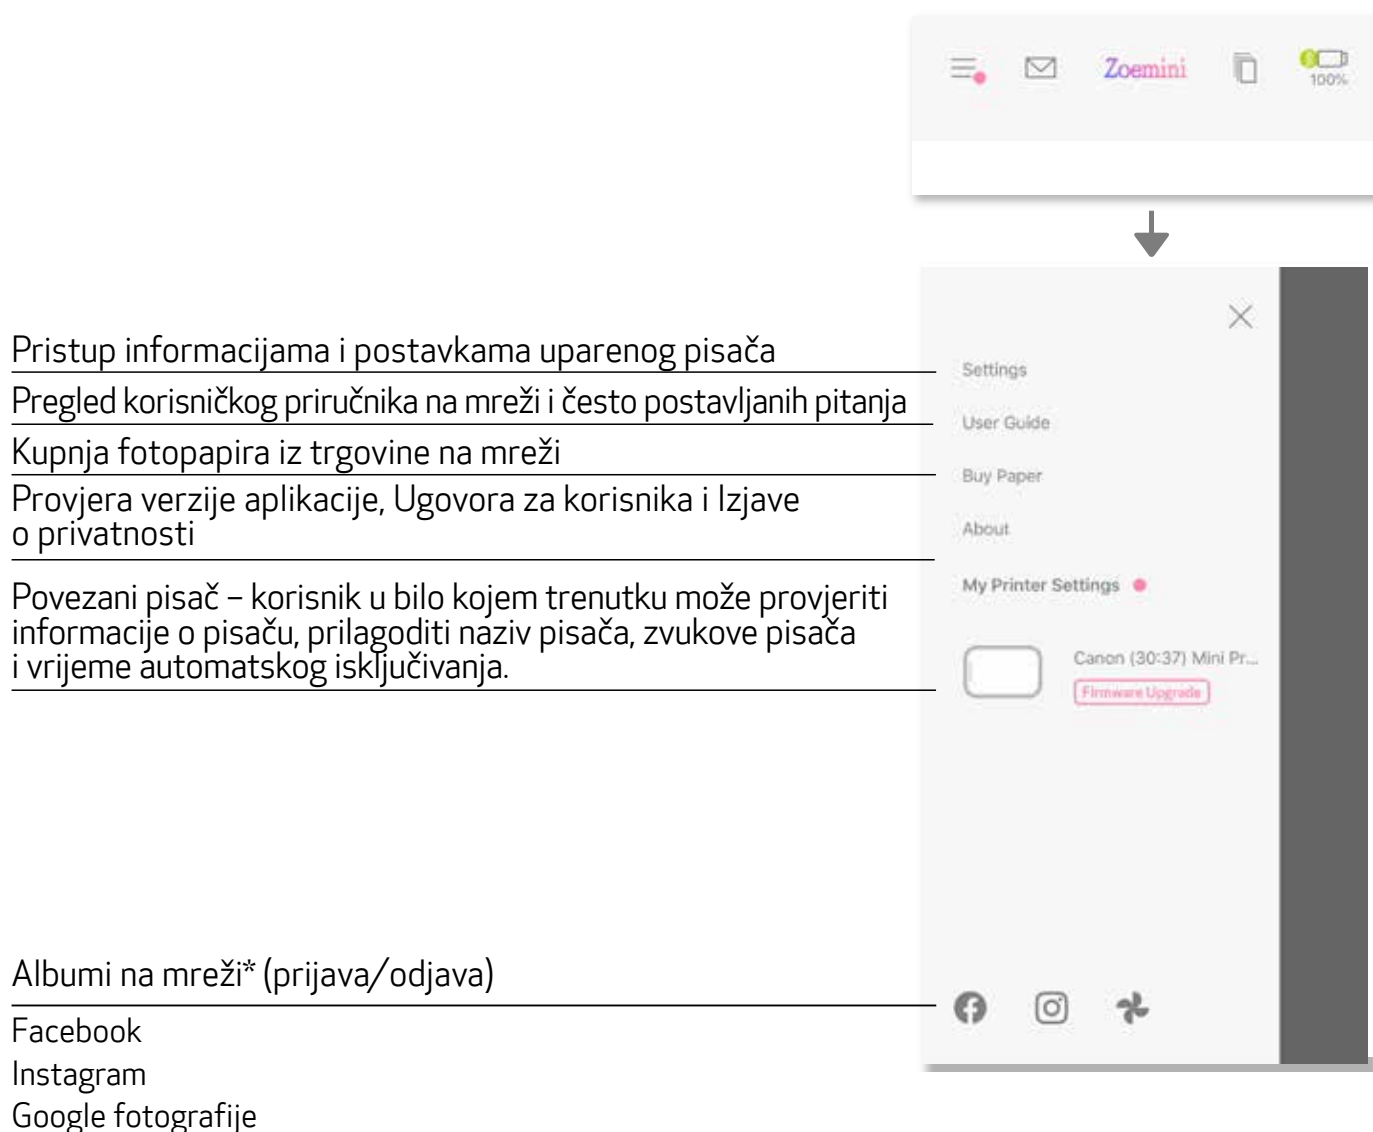 Zoemini
100%
Pristup informacijama i postavkama uparenog pisača
Settings
Pregled korisničkog priručnika na mreži i često postavljanih pitanja
User Guide
Kupnja fotopapira iz trgovine na mreži
Buy Paper
Provjera verzije aplikacije, Ugovora za korisnika i Izjave
o privatnosti
About
My Printer Settings
Povezani pisač – korisnik u bilo kojem trenutku može provjeriti
informacije o pisaču, prilagoditi naziv pisača, zvukove pisača
i vrijeme automatskog isključivanja.
Canon (30:37) Mini Pr...
Firmware Upgrade
Albumi na mreži* (prijava/odjava)
Facebook
Instagram
Google fotografije